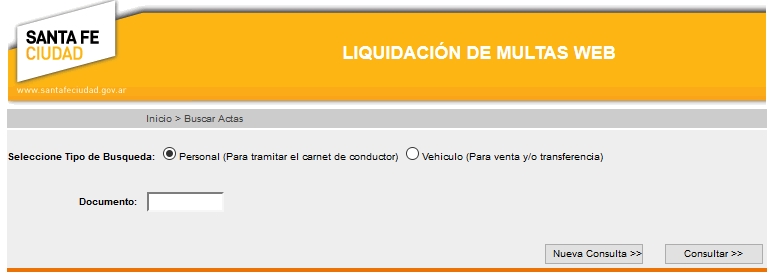 SANTA FE
CIUDAD
www.santafeciudad.gov.ar
LIQUIDACIÓN DE MULTAS WEB
Inicio > Buscar Actas
Seleccione Tipo de Busqueda: Personal (Para tramitar el carnet de conductor) Vehiculo (Para venta y/o transferencia)
Documento:
Nueva Consulta >> Consultar >>